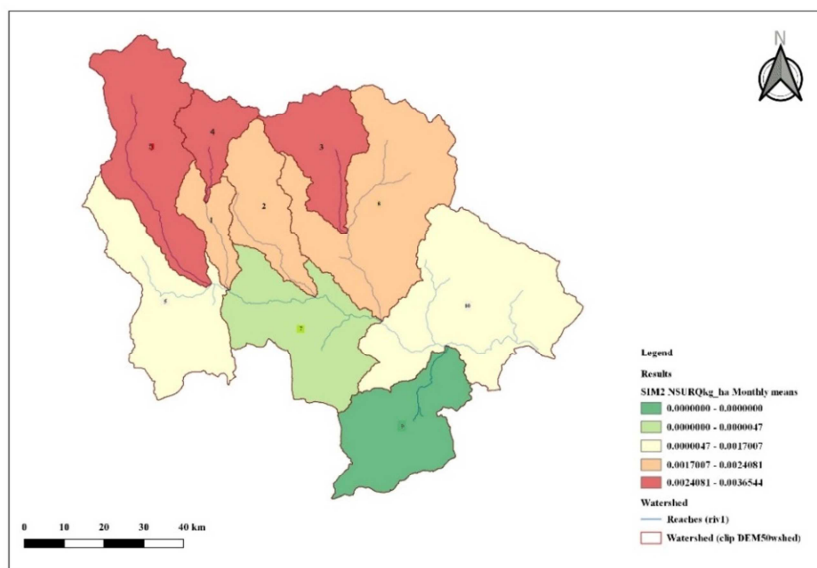 N
4
3
2
6
1
10
7
Legend
Results
SIM2 NSURQkg_ha Monthly means
0.0000000 - 0.0000000
0.0000000 - 0.0000047
0.0000047 - 0.0017007
0.0017007 - 0.0024081
0.0024081 - 0.0036544
Watershed
Reaches (riv1)
Watershed (clip DEM50wshed)
0 10 20 30 40 km